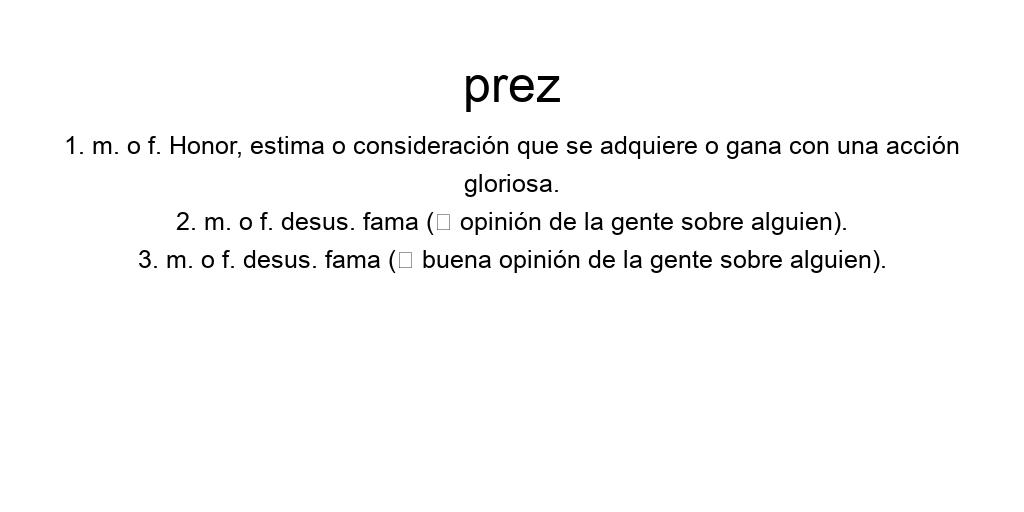 prez
1. m. o f. Honor, estima o consideración que se adquiere o gana con una acción
gloriosa.
2. m. o f. desus. fama (□ opinión de la gente sobre alguien).
3. m. o f. desus. fama (□ buena opinión de la gente sobre alguien).